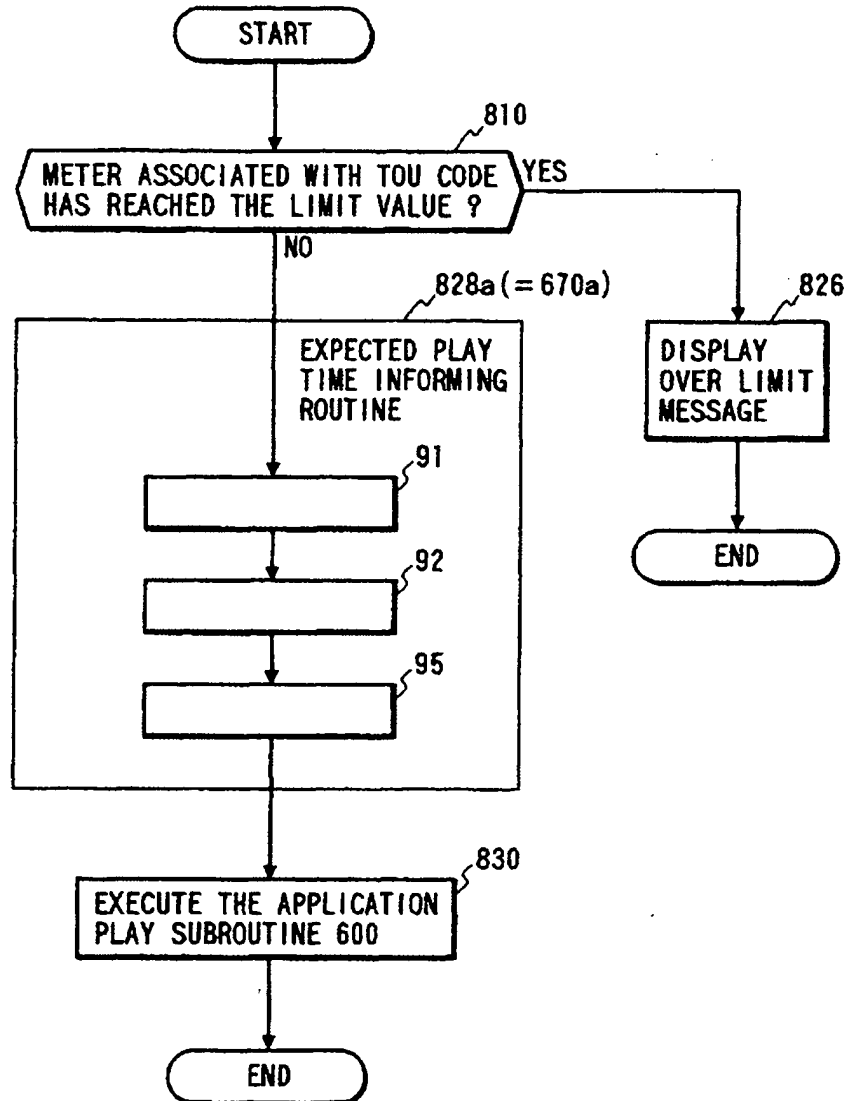 START
810
METER ASSOCIATED WITH TOU CODE
HAS REACHED THE LIMIT VALUE ?
YES
NO
828a (=670a)
826
EXPECTED PLAY
TIME INFORMING
ROUTINE
DISPLAY
OVER LIMIT
MESSAGE
91
92
END
95
830
EXECUTE THE APPLICATION
PLAY SUBROUTINE 600
END